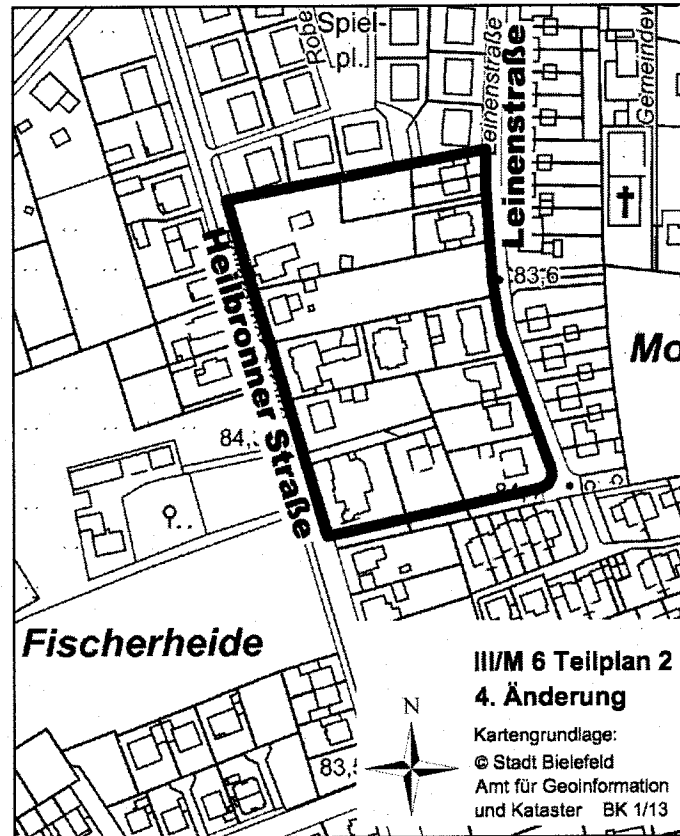 Spiel-
pl.
Robe
Leinenstraße
Leinenstraße
Gemeindev
Heilbronner Straße
83,6
Mo
84,
Fischerheide
83,5
III/M 6 Teilplan 2
4. Änderung
N
Kartengrundlage:
© Stadt Bielefeld
Amt für Geoinformation
und Kataster BK 1/13